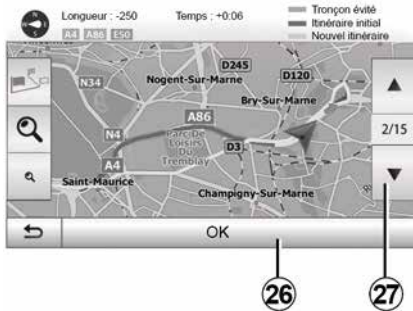 Longueur : -250
Temps : +0:06
A4 A86 E50
Tronçon évité
Itinéraire initial
Nouvel itinéraire
D245
D120
N34
Nogent-Sur-Marne
Bry-Sur-Marne
A86
2/15
N4
Parc De
Loisirs
Du
Tremblay
D3
A4
Saint-Maurice
Champigny-Sur-Marne
OK
26
27